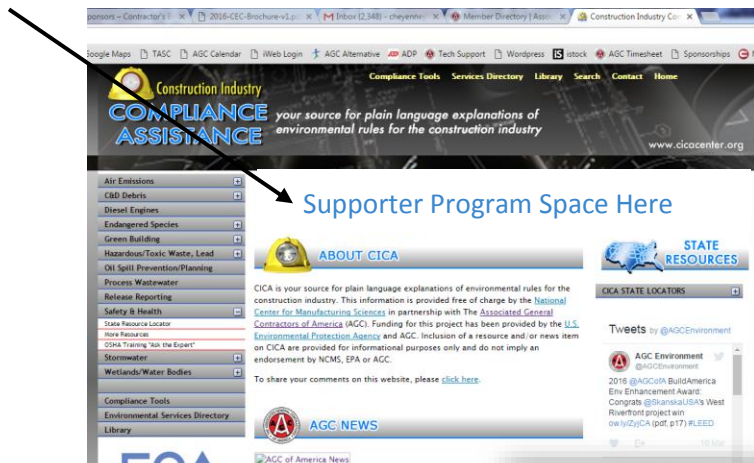 ponsors – Contractor's E
2016-CEC-Brochure-v1.p
Inbox (2,348) - cheyenne
Member Directory | Assoc
Construction Industry Co
Google Maps TASC AGC Calendar iWeb Login AGC Alternative ADP Tech Support Wordpress istock AGC Timesheet Sponsorships
Compliance Tools Services Directory Library Search Contact Home
Construction Industry
COMPLIANCE
ASSISTANCE
your source for plain language explanations of
environmental rules for the construction industry
www.cicacenter.org
Air Emissions
C&D Debris
Diesel Engines
Endangered Species
Green Building
Hazardous/Toxic Waste, Lead
Oil Spill Prevention/Planning
Process Wastewater
Release Reporting
Safety & Health
State Resource Locator
More Resources
OSHA Training "Ask the Expert"
Stormwater
Wetlands/Water Bodies
Compliance Tools
Environmental Services Directory
Library
Supporter Program Space Here
ABOUT CICA
CICA is your source for plain language explanations of environmental rules for the
construction industry. This information is provided free of charge by the National
Center for Manufacturing Sciences in partnership with The Associated General
Contractors of America (AGC). Funding for this project has been provided by the U.S.
Environmental Protection Agency and AGC. Inclusion of a resource and/or news item
on CICA are provided for informational purposes only and do not imply an
endorsement by NCMS, EPA or AGC.
To share your comments on this website, please click here.
AGC NEWS
AGC of America News
STATE
RESOURCES
CICA STATE LOCATORS
Tweets by @AGCEnvironment
AGC Environment
@AGCEnvironment
2016 @AGCofA BuildAmerica
Env Enhancement Award:
Congrats @SkanskaUSA's West
Riverfront project win
ow.ly/ZyjCA (pdf, p17) #LEED
10 Mar